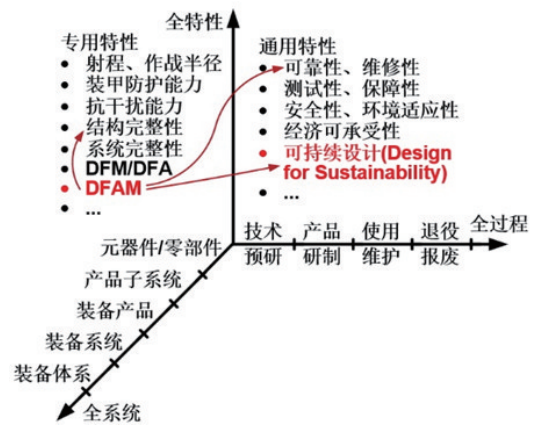 全特性
专用特性
射程、作战半径
装甲防护能力
抗干扰能力
结构完整性
系统完整性
DFM/DFA
DFAM
...
通用特性
可靠性、维修性
测试性、保障性
安全性、环境适应性
经济可承受性
可持续设计(Design
for Sustainability)
...
技术 产品 使用 退役 全过程
预研 研制 维护 报废
元器件/零部件
产品子系统
装备产品
装备系统
装备体系
全系统